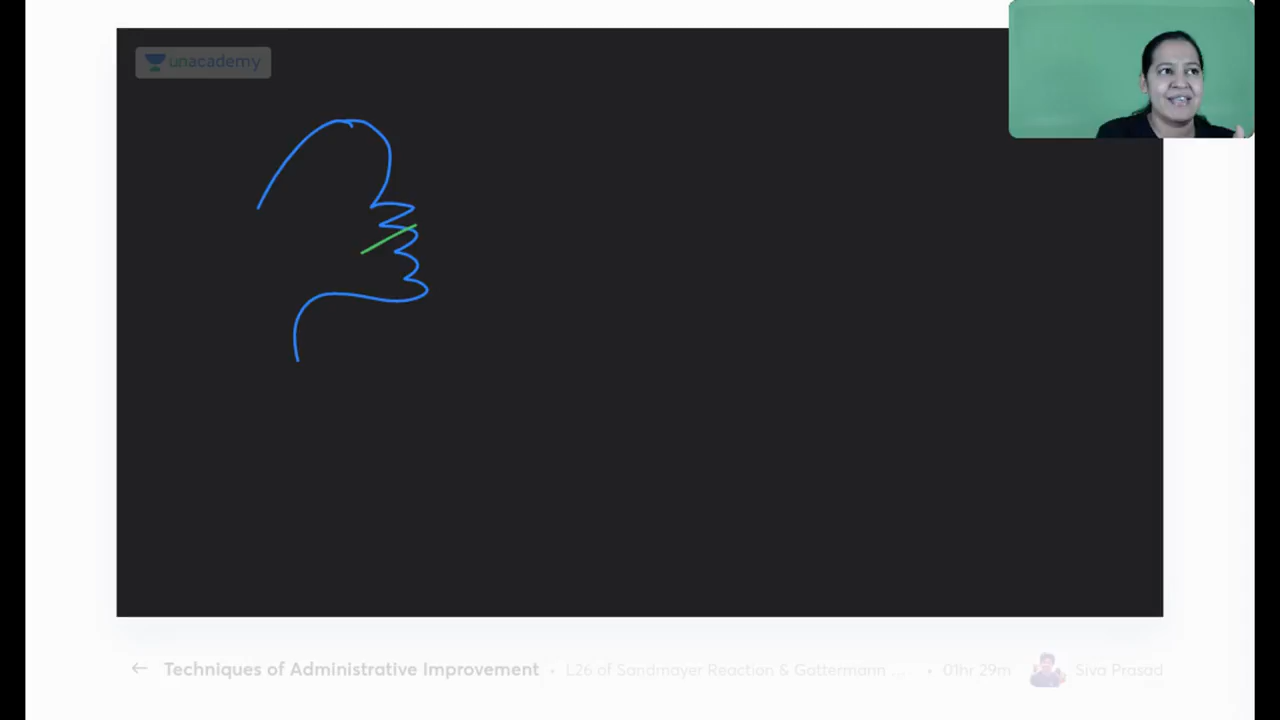 unacademy
Techniques of Administrative Improvement • L26 of Sandmayer Reaction & Gattermann .... • 01hr 29m Siva Prasad